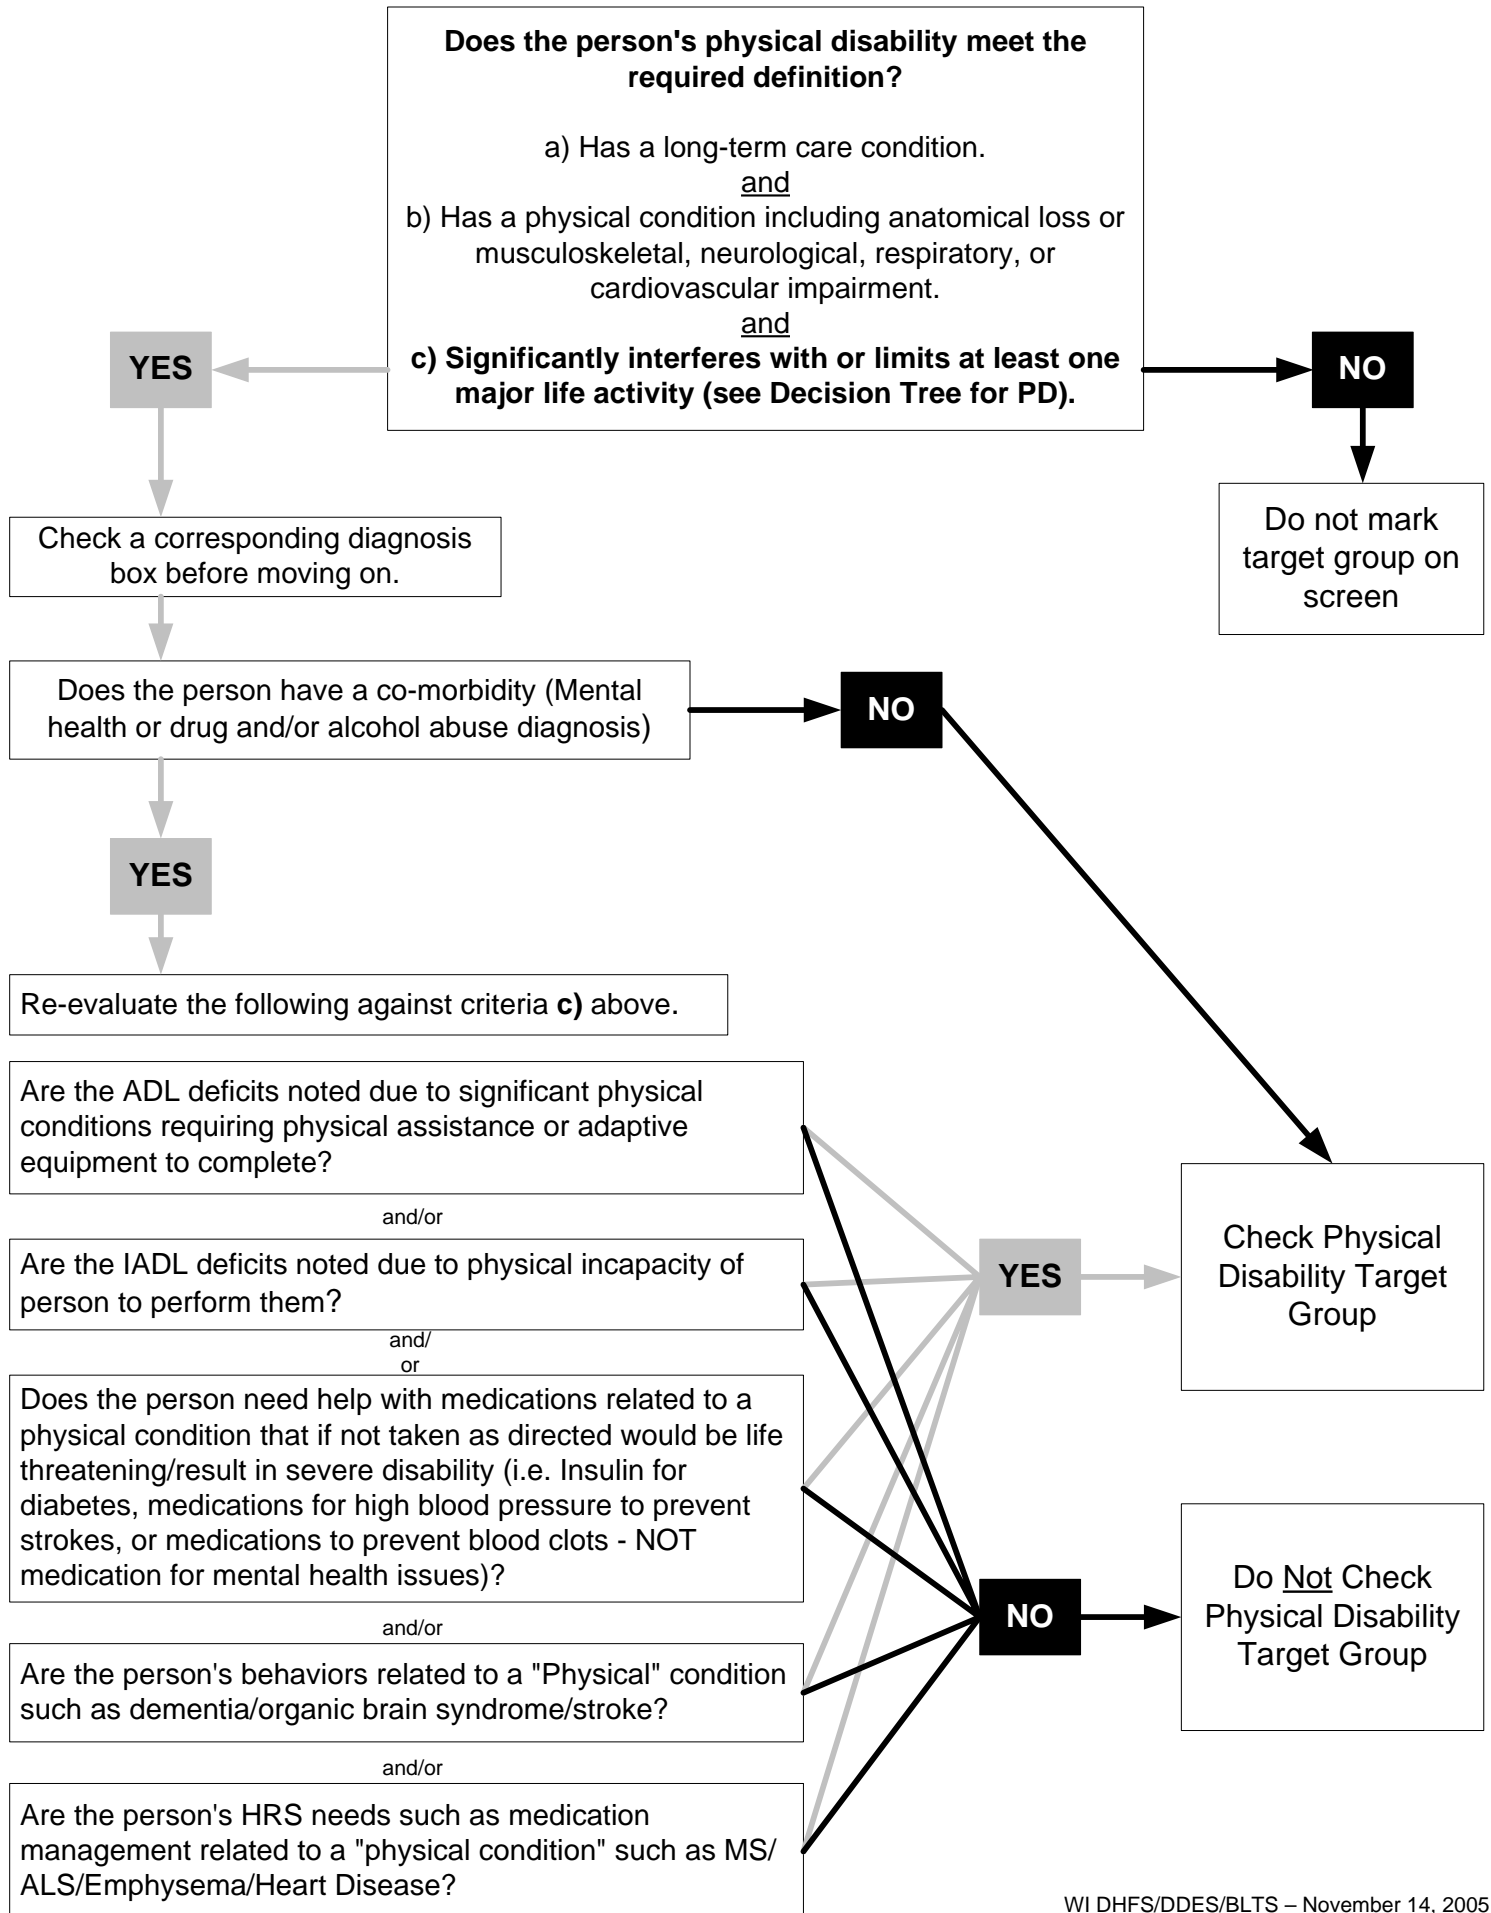 Does the person's physical disability meet the
required definition?
a) Has a long-term care condition.
and
b) Has a physical condition including anatomical loss or
musculoskeletal, neurological, respiratory, or
cardiovascular impairment.
and
c) Significantly interferes with or limits at least one
major life activity (see Decision Tree for PD).
YES
NO
Do not mark
target group on
screen
Check a corresponding diagnosis
box before moving on.
Does the person have a co-morbidity (Mental
health or drug and/or alcohol abuse diagnosis)
NO
YES
Re-evaluate the following against criteria c) above.
Are the ADL deficits noted due to significant physical
conditions requiring physical assistance or adaptive
equipment to complete?
and/or
Are the IADL deficits noted due to physical incapacity of
person to perform them?
and/
or
Does the person need help with medications related to a
physical condition that if not taken as directed would be life
threatening/result in severe disability (i.e. Insulin for
diabetes, medications for high blood pressure to prevent
strokes, or medications to prevent blood clots - NOT
medication for mental health issues)?
and/or
Are the person's behaviors related to a "Physical" condition
such as dementia/organic brain syndrome/stroke?
and/or
Are the person's HRS needs such as medication
management related to a "physical condition" such as MS/
ALS/Emphysema/Heart Disease?
YES
Check Physical
Disability Target
Group
NO
Do Not Check
Physical Disability
Target Group
WI DHFS/DDES/BLTS – November 14, 2005